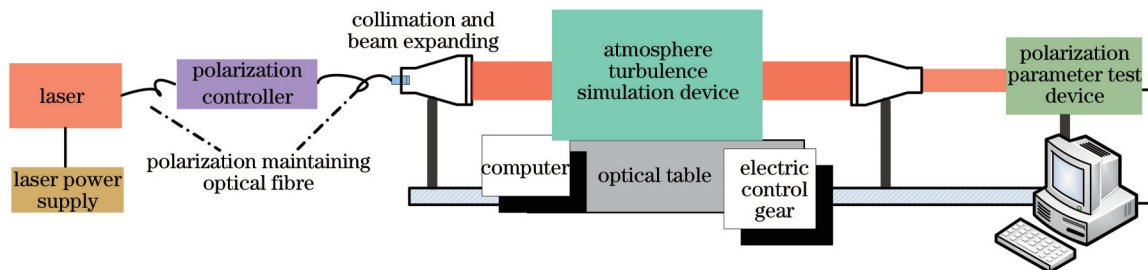 laser
laser power
supply
polarization
controller
polarization maintaining
optical fibre
collimation and
beam expanding
atmosphere
turbulence
simulation device
computer
optical table
electric
control
gear
polarization
parameter test
device